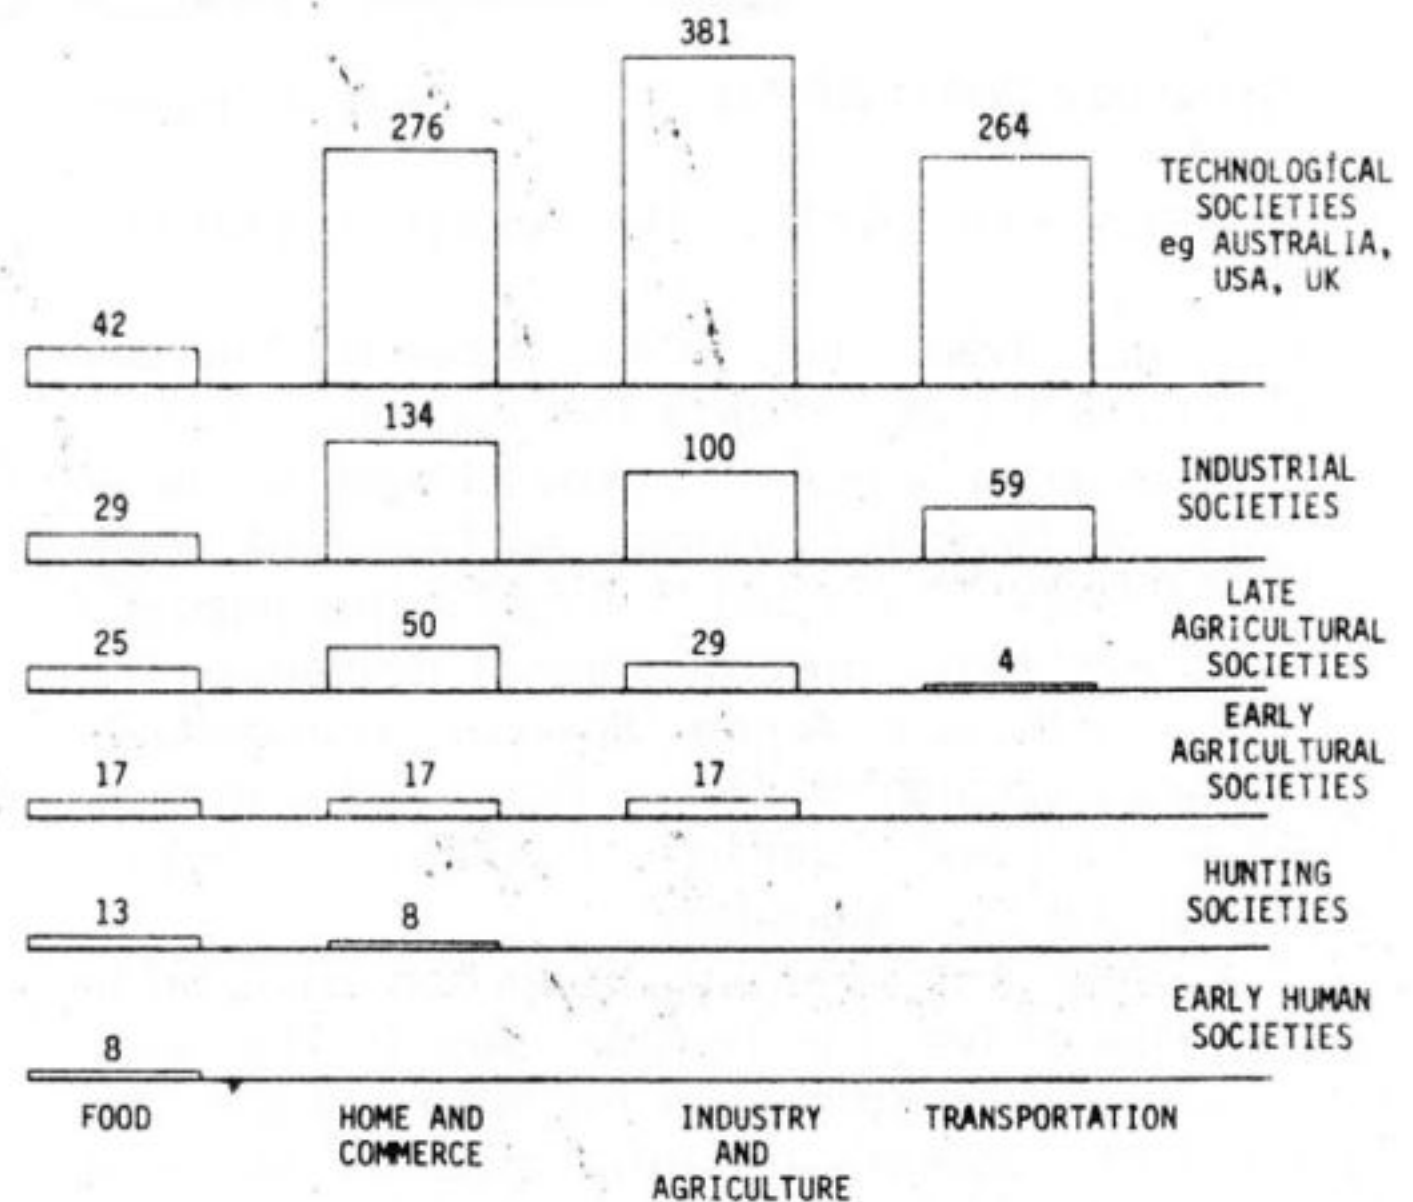 381
276
264
TECHNOLOGICAL
SOCIETIES
eg AUSTRALIA,
USA, UK
42
134
100
59
29
INDUSTRIAL
SOCIETIES
LATE
AGRICULTURAL
SOCIETIES
25
50
29
4
EARLY
AGRICULTURAL
SOCIETIES
17
17
17
HUNTING
SOCIETIES
13
8
EARLY HUMAN
SOCIETIES
8
FOOD
HOME AND
COMMERCE
INDUSTRY
AND
AGRICULTURE
TRANSPORTATION